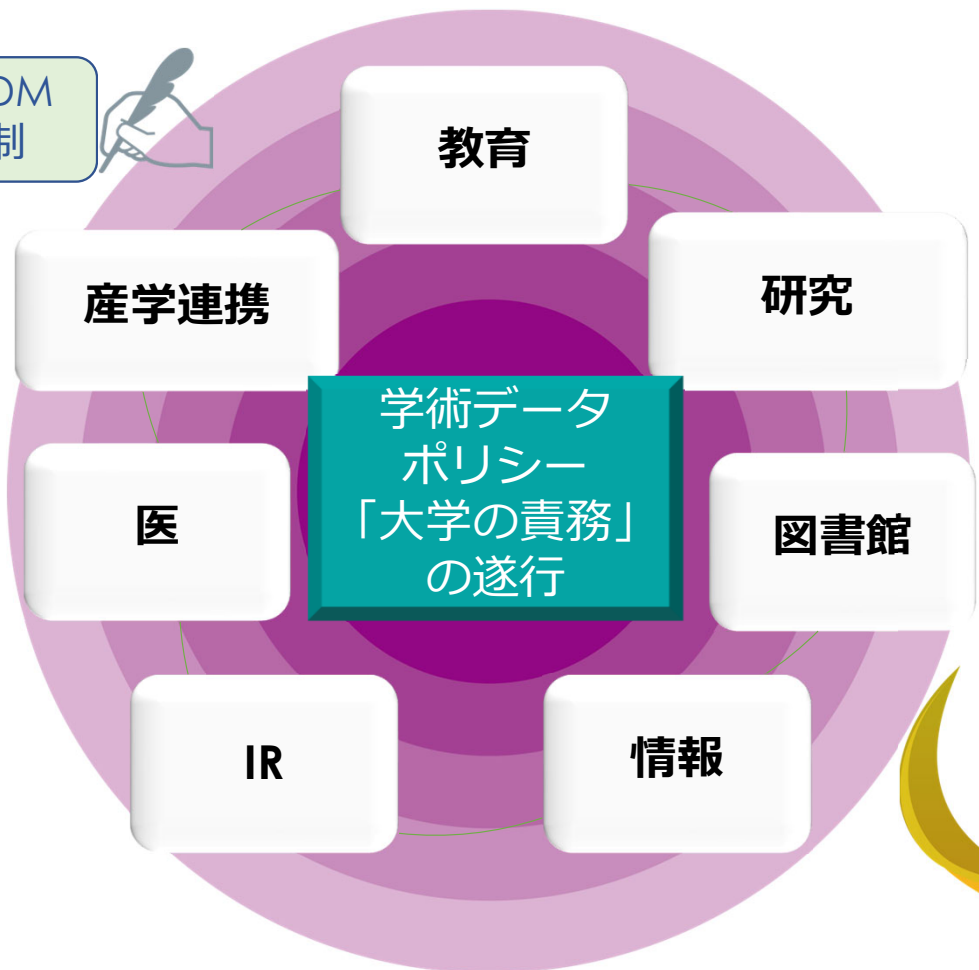 DM
制
教育
産学連携
研究
学術データ
ポリシー
「大学の責務」
の遂行
医
図書館
IR
情報